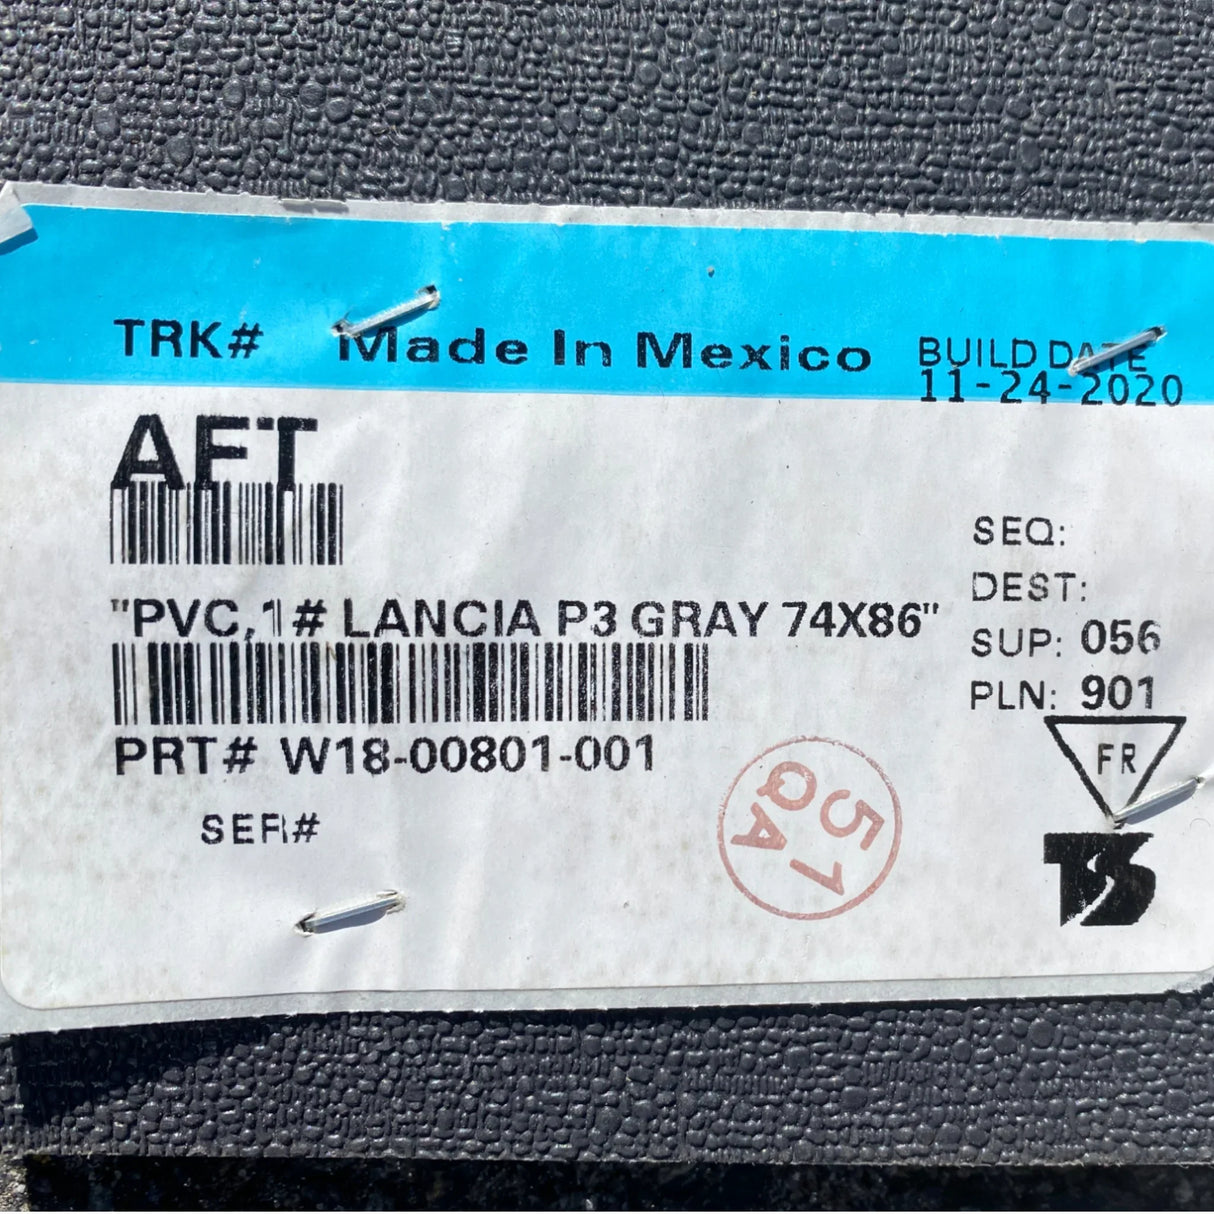 TRK# Made In Mexico BUILD DATE
11-24-2020
AFT
SEQ:
DEST:
"PVC,1# LANCIA P3 GRAY 74X86"
SUP: 056
PLN: 901
PRT# W18-00801-001
FR
SER#
57
QA
TS